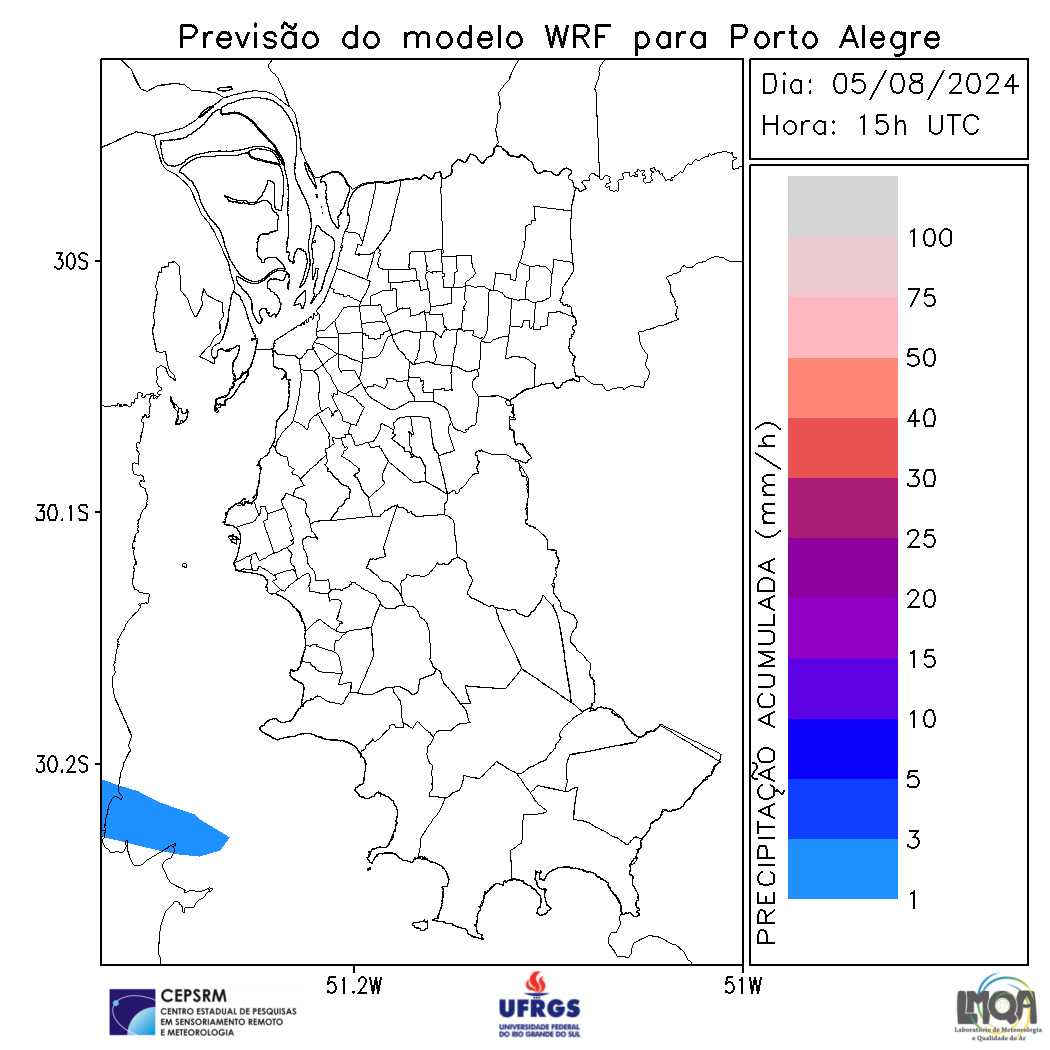 Previsão do modelo WRF para Porto Alegre
Dia: 05/08/2024
Hora: 15h UTC
30S
30.1S
30.2S
51.2W
51W
PRECIPITAÇÃO ACUMULADA (mm/h)
100
75
50
40
30
25
20
15
10
5
3
1
CEPSRM
CENTRO ESTADUAL DE PESQUISAS
EM SENSORIAMENTO REMOTO
E METEOROLOGIA
UFRGS
UNIVERSIDADE FEDERAL
DO RIO GRANDE DO SUL
LMQA
Laboratório de Meteorologia
e Qualidade do Ar